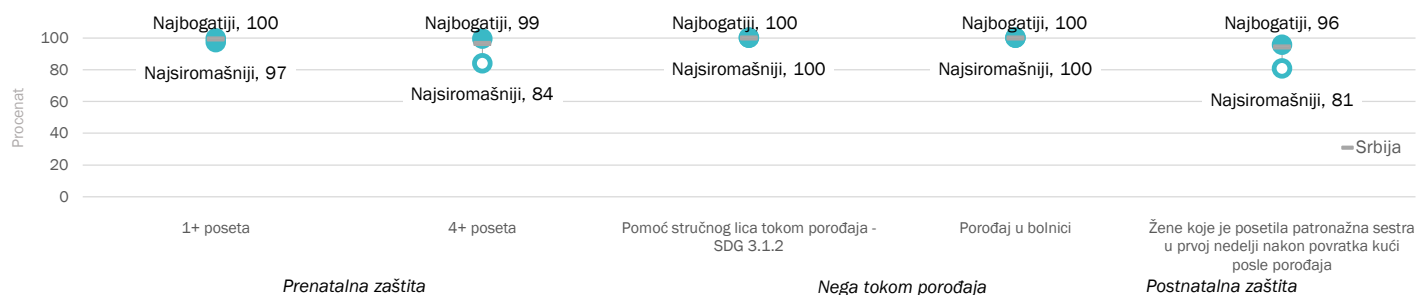 Najbogatiji, 100
Najbogatiji, 99
Najbogatiji, 100
Najbogatiji, 100
Najbogatiji, 96
Najsiromašniji, 97
Najsiromašniji, 84
Najsiromašniji, 100
Najsiromašniji, 100
Najsiromašniji, 81
Procenat
100
80
60
40
20
0
Srbija
1+ poseta
4+ poseta
Pomoć stručnog lica tokom porođaja -
SDG 3.1.2
Porođaj u bolnici
Žene koje je posetila patronažna sestra
u prvoj nedelji nakon povratka kući
posle porođaja
Prenatalna zaštita
Nega tokom porođaja
Postnatalna zaštita